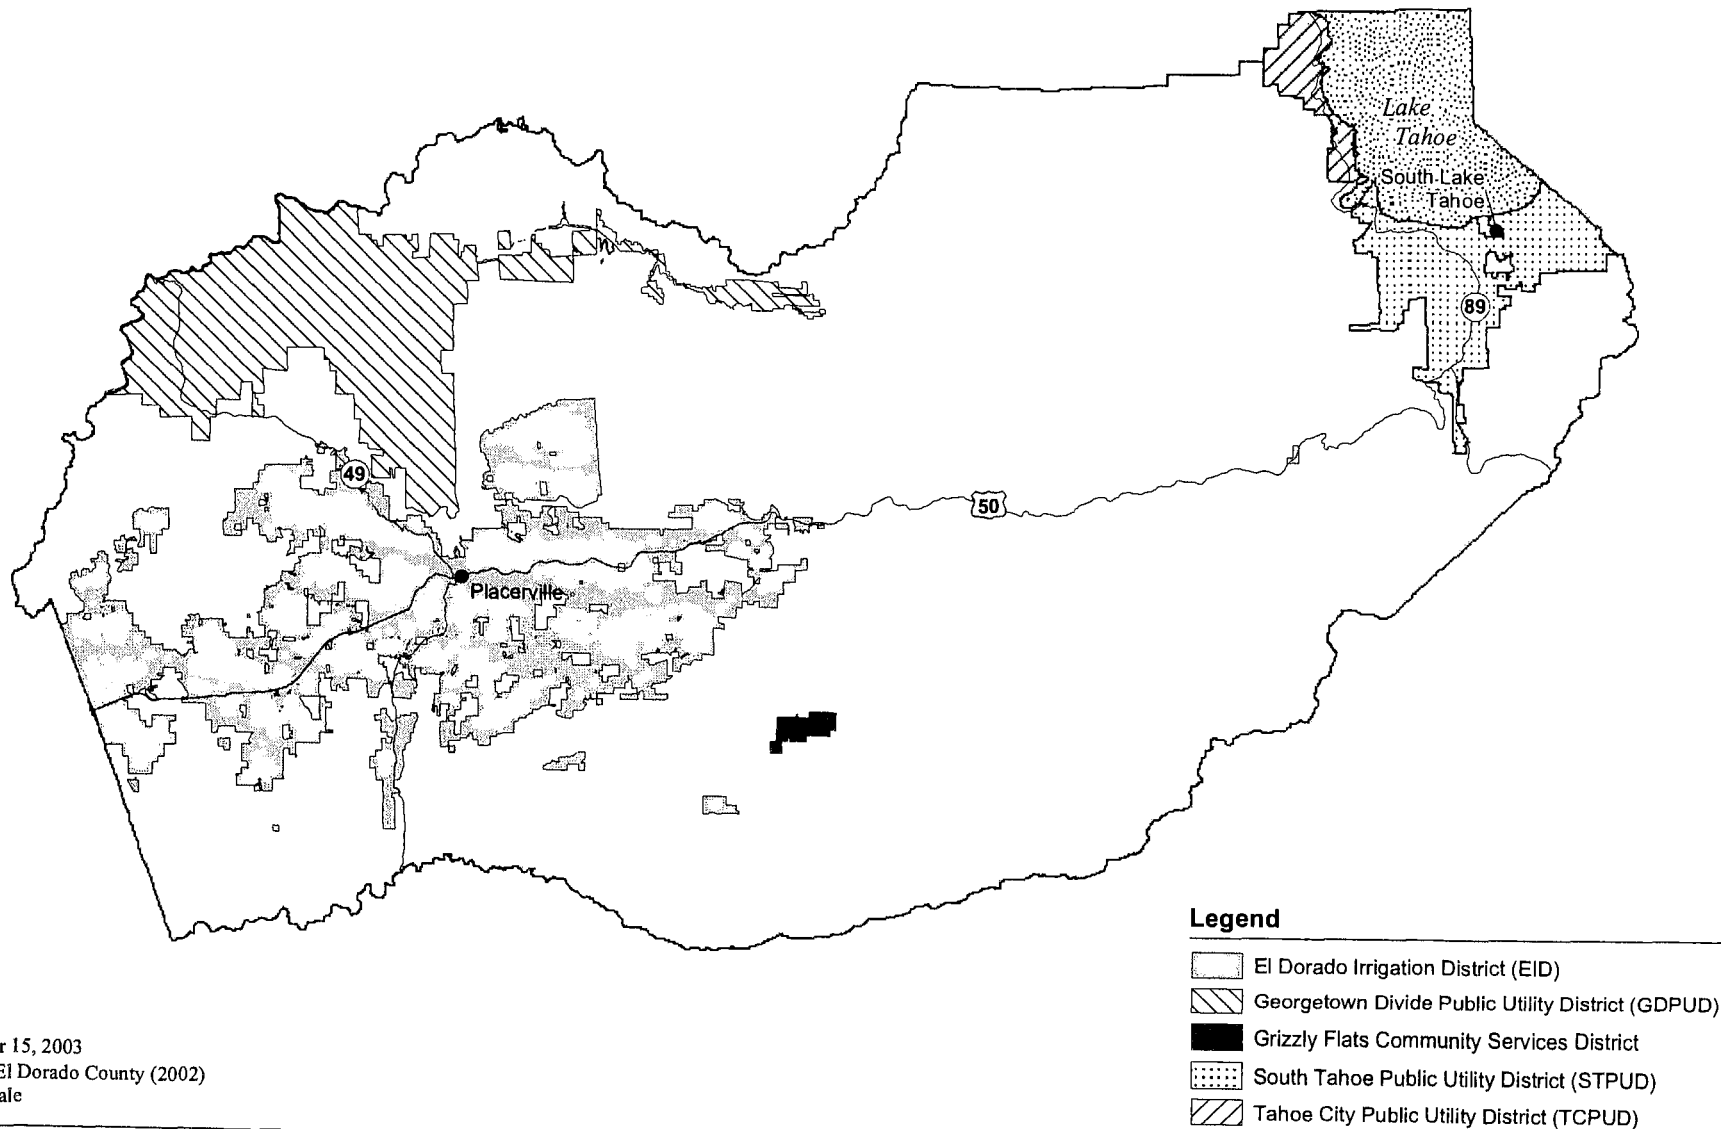 Lake
Tahoe
South Lake
Tahoe
89
49
50
Placerville
Legend
El Dorado Irrigation District (EID)
Georgetown Divide Public Utility District (GDPUD)
Grizzly Flats Community Services District
South Tahoe Public Utility District (STPUD)
Tahoe City Public Utility District (TCPUD)
r 15, 2003
El Dorado County (2002)
ale